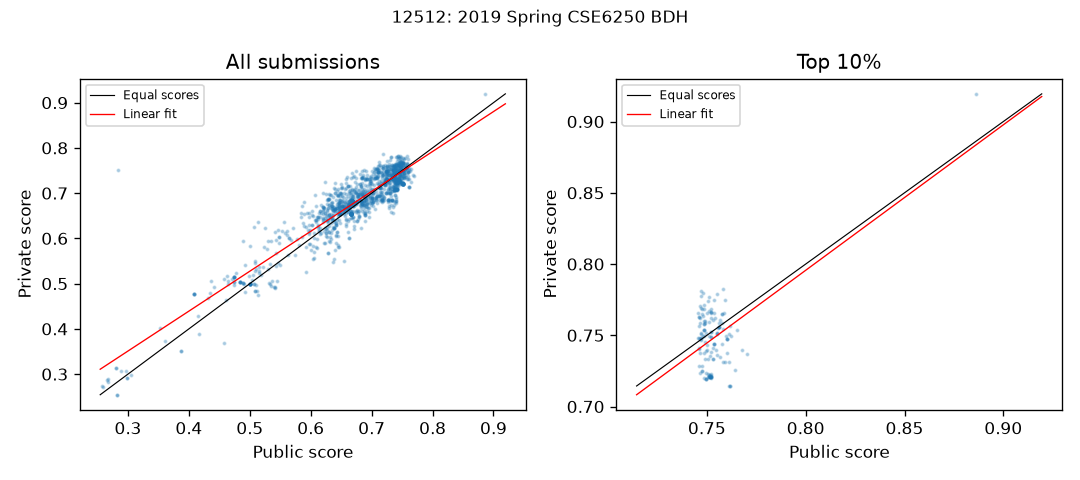 12512: 2019 Spring CSE6250 BDH
All submissions
Equal scores
Linear fit
Private score
0.9
0.8
0.7
0.6
0.5
0.4
0.3
0.3 0.4 0.5 0.6 0.7 0.8 0.9
Public score
Top 10%
Equal scores
Linear fit
Private score
0.90
0.85
0.80
0.75
0.70
0.75 0.80 0.85 0.90
Public score